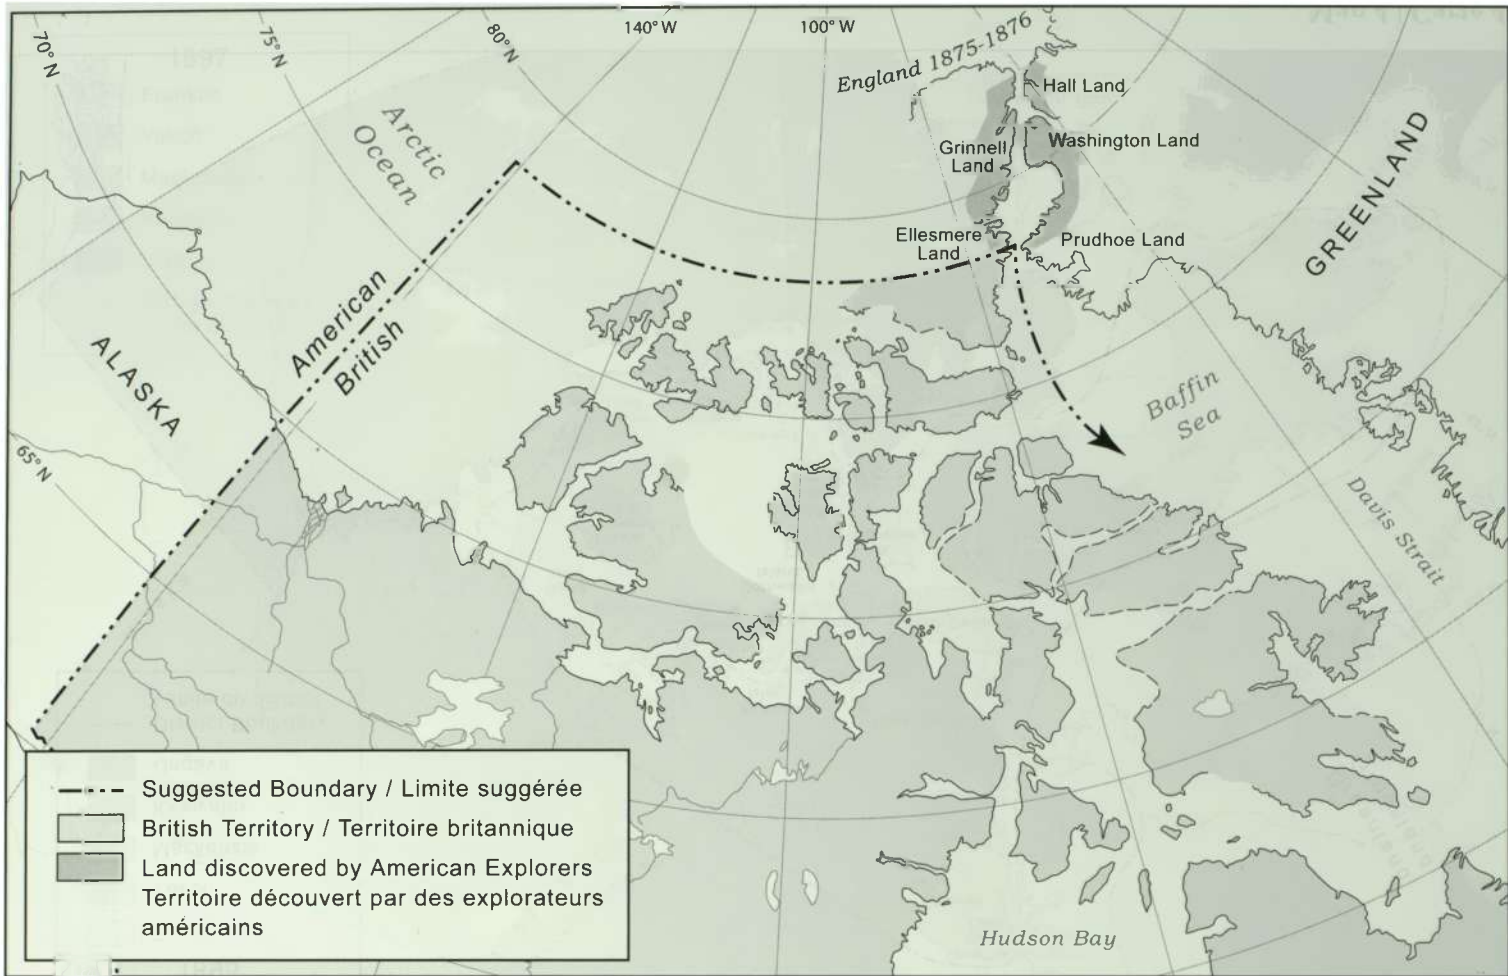 70° N
75° N
80° N
140° W
100° W
England 1875-1876
Hall Land
Washington Land
Grinnell
Land
Arctic
Ocean
Ellesmere
Land
Prudhoe Land
GREENLAND
American
British
ALASKA
Baffin
Sea
65° N
Davis Strait
Suggested Boundary / Limite suggérée
British Territory / Territoire britannique
Land discovered by American Explorers
Territoire découvert par des explorateurs
américains
Hudson Bay